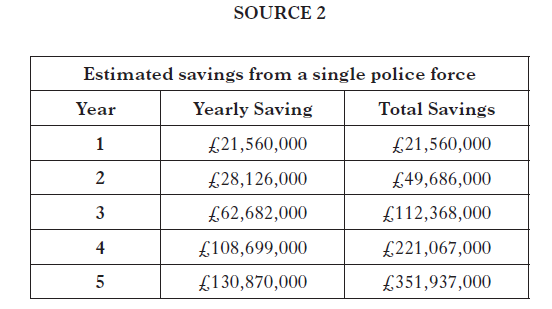 SOURCE 2
Estimated savings from a single police force
Year Yearly Saving Total Savings
1 £21,560,000 £21,560,000
2 £28,126,000 £49,686,000
3 £62,682,000 £112,368,000
4 £108,699,000 £221,067,000
5 £130,870,000 £351,937,000